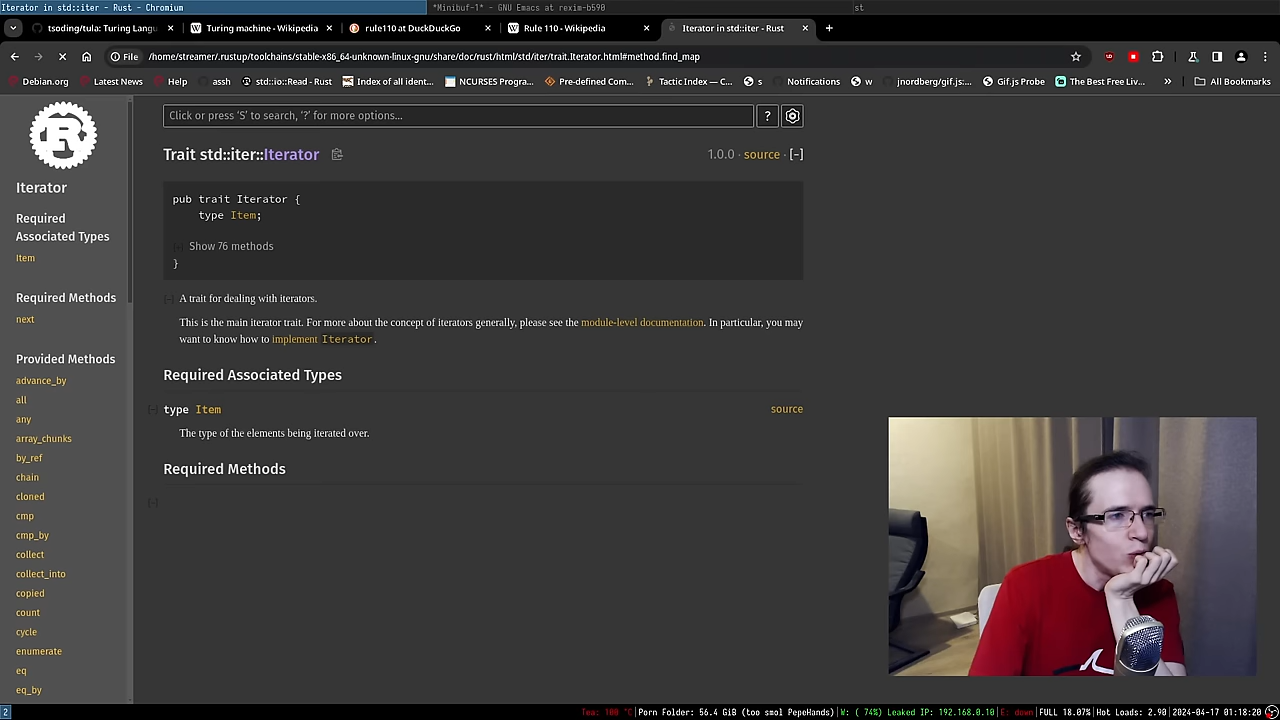 Iterator in std::iter - Rust - Chromium
*Minibuf-1* - GNU Emacs at rexim-b590
st
tsoding/tula: Turing Langu
Turing machine - Wikipedia
rule110 at DuckDuckGo
Rule 110 - Wikipedia
Iterator in std::iter - Rust
File
/home/streamer/.rustup/toolchains/stable-x86_64-unknown-linux-gnu/share/doc/rust/html/std/iter/trait.Iterator.html#method.find_map
Debian.org
Latest News
Help
assh
std::io::Read - Rust
Index of all ident...
NCURSES Progra...
Pre-defined Com...
Tactic Index — C...
s
Notifications
w
jnordberg/gif.js:...
Gif.js Probe
The Best Free Liv...
»
All Bookmarks
Click or press ‘S’ to search, ‘?’ for more options…
?
Trait std::iter::Iterator
1.0.0 · source · [-]
pub trait Iterator {
type Item;
Show 76 methods
}
[-] A trait for dealing with iterators.
This is the main iterator trait. For more about the concept of iterators generally, please see the module-level documentation. In particular, you may
want to know how to implement Iterator.
Required Associated Types
[-] type Item
source
The type of the elements being iterated over.
Required Methods
[-]
Iterator
Required
Associated Types
Item
Required Methods
next
Provided Methods
advance_by
all
any
array_chunks
by_ref
chain
cloned
cmp
cmp_by
collect
collect_into
copied
count
cycle
enumerate
eq
eq_by
2
Tea: 100 °C|Porn Folder: 56.4 GiB (too smol PepeHands)|W: ( 74%) Leaked IP: 192.168.0.10|E: down|FULL 18.07%|Hot Loads: 2.90|2024-04-17 01:18:20